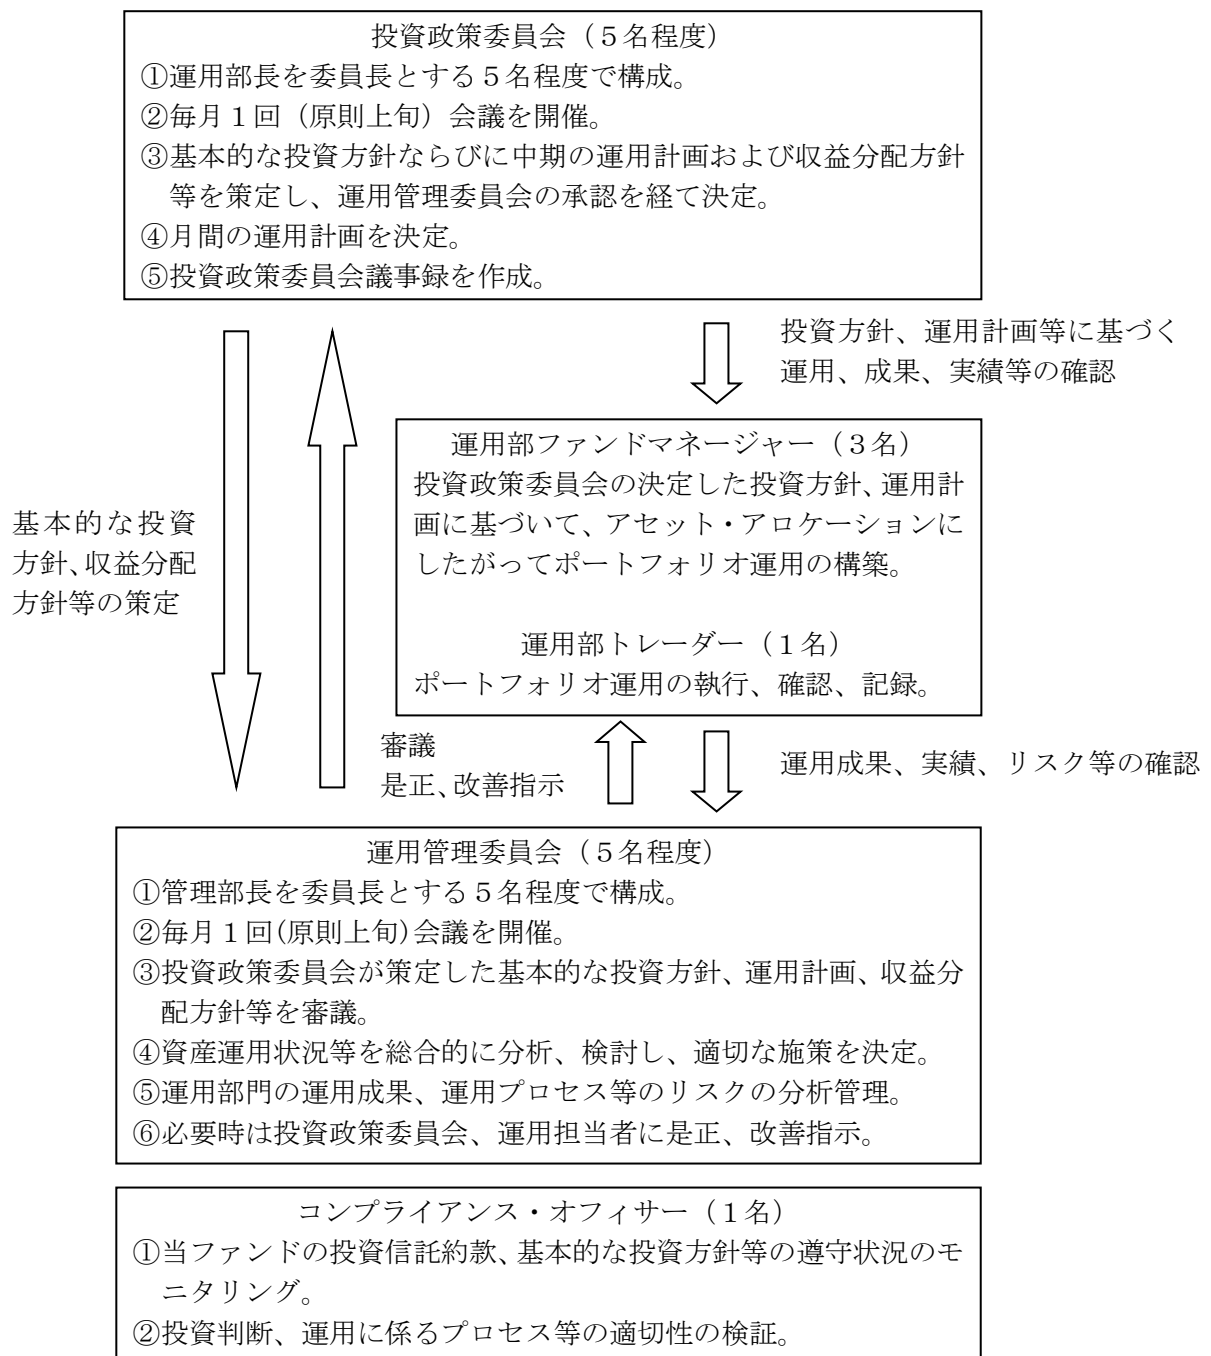 投資政策委員会（５名程度）
①運用部長を委員長とする５名程度で構成。
②毎月１回（原則上旬）会議を開催。
③基本的な投資方針ならびに中期の運用計画および収益分配方針
等を策定し、運用管理委員会の承認を経て決定。
④月間の運用計画を決定。
⑤投資政策委員会議事録を作成。
投資方針、運用計画等に基づく
運用、成果、実績等の確認
運用部ファンドマネージャー（３名）
投資政策委員会の決定した投資方針、運用計
画に基づいて、アセット・アロケーションに
したがってポートフォリオ運用の構築。
運用部トレーダー（１名）
ポートフォリオ運用の執行、確認、記録。
基本的な投資
方針、収益分配
方針等の策定
審議
是正、改善指示
運用成果、実績、リスク等の確認
運用管理委員会（５名程度）
①管理部長を委員長とする５名程度で構成。
②毎月１回(原則上旬)会議を開催。
③投資政策委員会が策定した基本的な投資方針、運用計画、収益分
配方針等を審議。
④資産運用状況等を総合的に分析、検討し、適切な施策を決定。
⑤運用部門の運用成果、運用プロセス等のリスクの分析管理。
⑥必要時は投資政策委員会、運用担当者に是正、改善指示。
コンプライアンス・オフィサー（１名）
①当ファンドの投資信託約款、基本的な投資方針等の遵守状況のモ
ニタリング。
②投資判断、運用に係るプロセス等の適切性の検証。